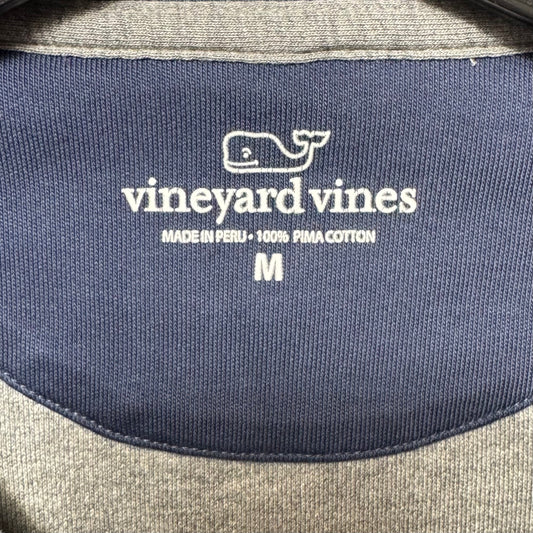 vineyard vines
MADE IN PERU • 100% PIMA COTTON
M